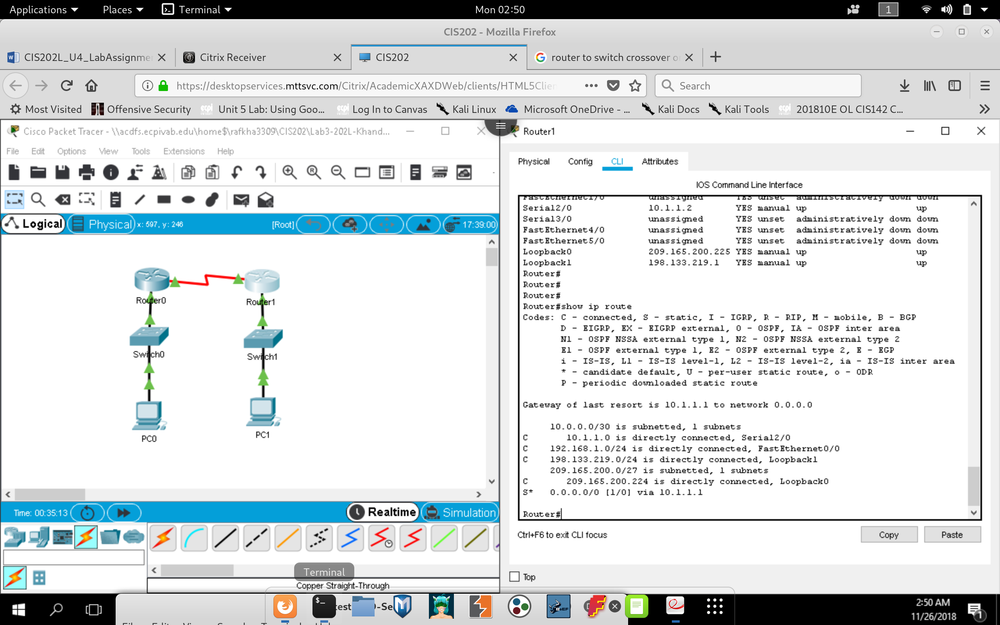 Applications Places Terminal Mon 02:50 1
CIS202 - Mozilla Firefox
CIS202L_U4_LabAssignmen Citrix Receiver CIS202 router to switch crossover o
https://desktopservices.mttsvc.com/Citrix/AcademicXAXDWeb/clients/HTML5Clien Search
Most Visited Offensive Security Unit 5 Lab: Using Goo... Log In to Canvas Kali Linux Microsoft OneDrive - ... Kali Docs Kali Tools 201810E OL CIS142 C...
Cisco Packet Tracer - \\acdfs.ecpivab.edu\home$\rafkha3309\CIS202\Lab3-202L-Khand...
File Edit Options View Tools Extensions Help
Logical Physical x: 597, y: 246 [Root] 17:39:00
Router0 Router1
Switch0 Switch1
PC0 PC1
Time: 00:35:13 Realtime Simulation
Copper Straight-Through
Router1
Physical Config CLI Attributes
IOS Command Line Interface
FastEthernet1/0 unassigned YES unset administratively down down
Serial2/0 10.1.1.2 YES manual up up
Serial3/0 unassigned YES unset administratively down down
FastEthernet4/0 unassigned YES unset administratively down down
FastEthernet5/0 unassigned YES unset administratively down down
Loopback0 209.165.200.225 YES manual up up
Loopback1 198.133.219.1 YES manual up up
Router#
Router#
Router#
Router#show ip route
Codes: C - connected, S - static, I - IGRP, R - RIP, M - mobile, B - BGP
D - EIGRP, EX - EIGRP external, O - OSPF, IA - OSPF inter area
N1 - OSPF NSSA external type 1, N2 - OSPF NSSA external type 2
E1 - OSPF external type 1, E2 - OSPF external type 2, E - EGP
i - IS-IS, L1 - IS-IS level-1, L2 - IS-IS level-2, ia - IS-IS inter area
* - candidate default, U - per-user static route, o - ODR
P - periodic downloaded static route
Gateway of last resort is 10.1.1.1 to network 0.0.0.0
10.0.0.0/30 is subnetted, 1 subnets
C 10.1.1.0 is directly connected, Serial2/0
C 192.168.1.0/24 is directly connected, FastEthernet0/0
C 198.133.219.0/24 is directly connected, Loopback1
209.165.200.0/27 is subnetted, 1 subnets
C 209.165.200.224 is directly connected, Loopback0
S* 0.0.0.0/0 [1/0] via 10.1.1.1
Router#
Ctrl+F6 to exit CLI focus Copy Paste
Top
Terminal
2:50 AM
11/26/2018